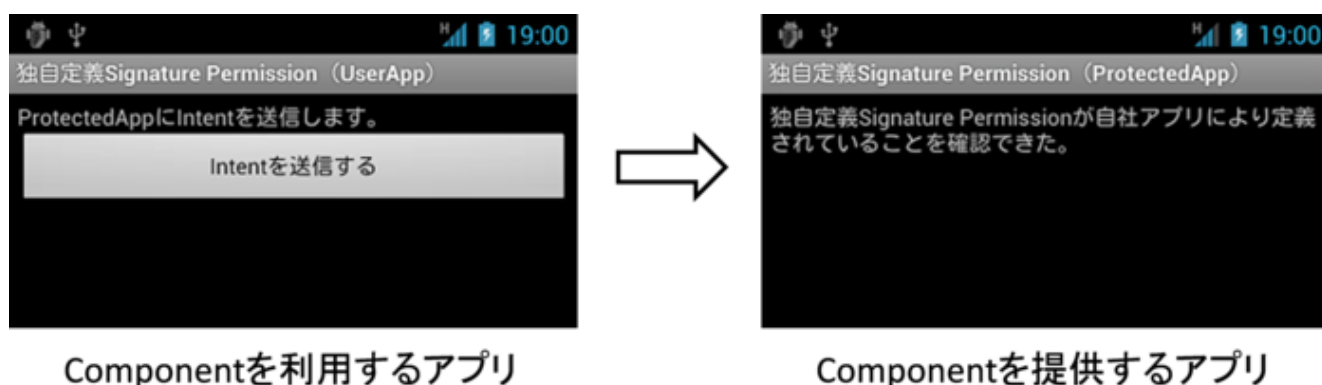 H 19:00
独自定義Signature Permission（UserApp）
ProtectedAppにIntentを送信します。
Intentを送信する
Componentを利用するアプリ
H 19:00
独自定義Signature Permission（ProtectedApp）
独自定義Signature Permissionが自社アプリにより定義
されていることを確認できた。
Componentを提供するアプリ